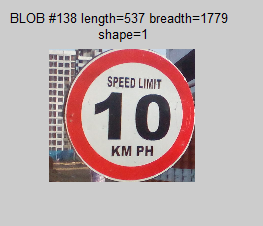 BLOB #138 length=537 breadth=1779
shape=1
SPEED LIMIT
10
KM PH